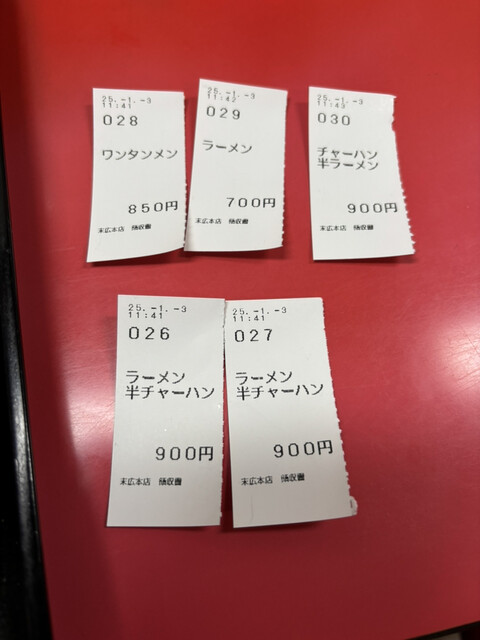 25.-1.-3
11:41
028
ワンタンメン
850円
末広本店
25.-1.-3
11:42
029
ラーメン
700円
末広本店
25.-1.-3
11:43
030
チャーハン
半ラーメン
900円
末広本店
25.-1.-3
11:41
026
ラーメン
半チャーハン
900円
末広本店
25.-1.-3
11:41
027
ラーメン
半チャーハン
900円
末広本店